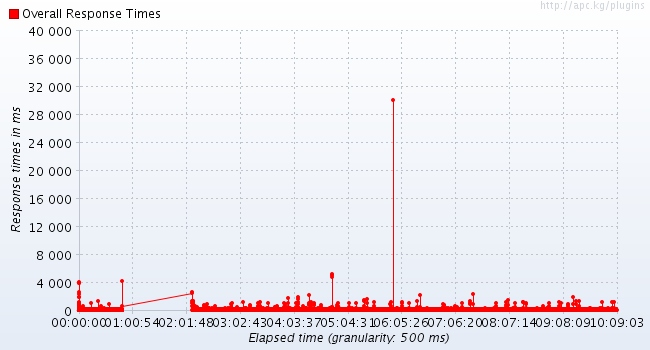 http://apc.kg/plugins
Overall Response Times
40 000
36 000
32 000
28 000
24 000
20 000
16 000
12 000
8 000
4 000
0
Response times in ms
00:00:00 01:00:54 02:01:48 03:02:43 04:03:37 05:04:31 06:05:26 07:06:20 08:07:14 09:08:09 10:09:03
Elapsed time (granularity: 500 ms)